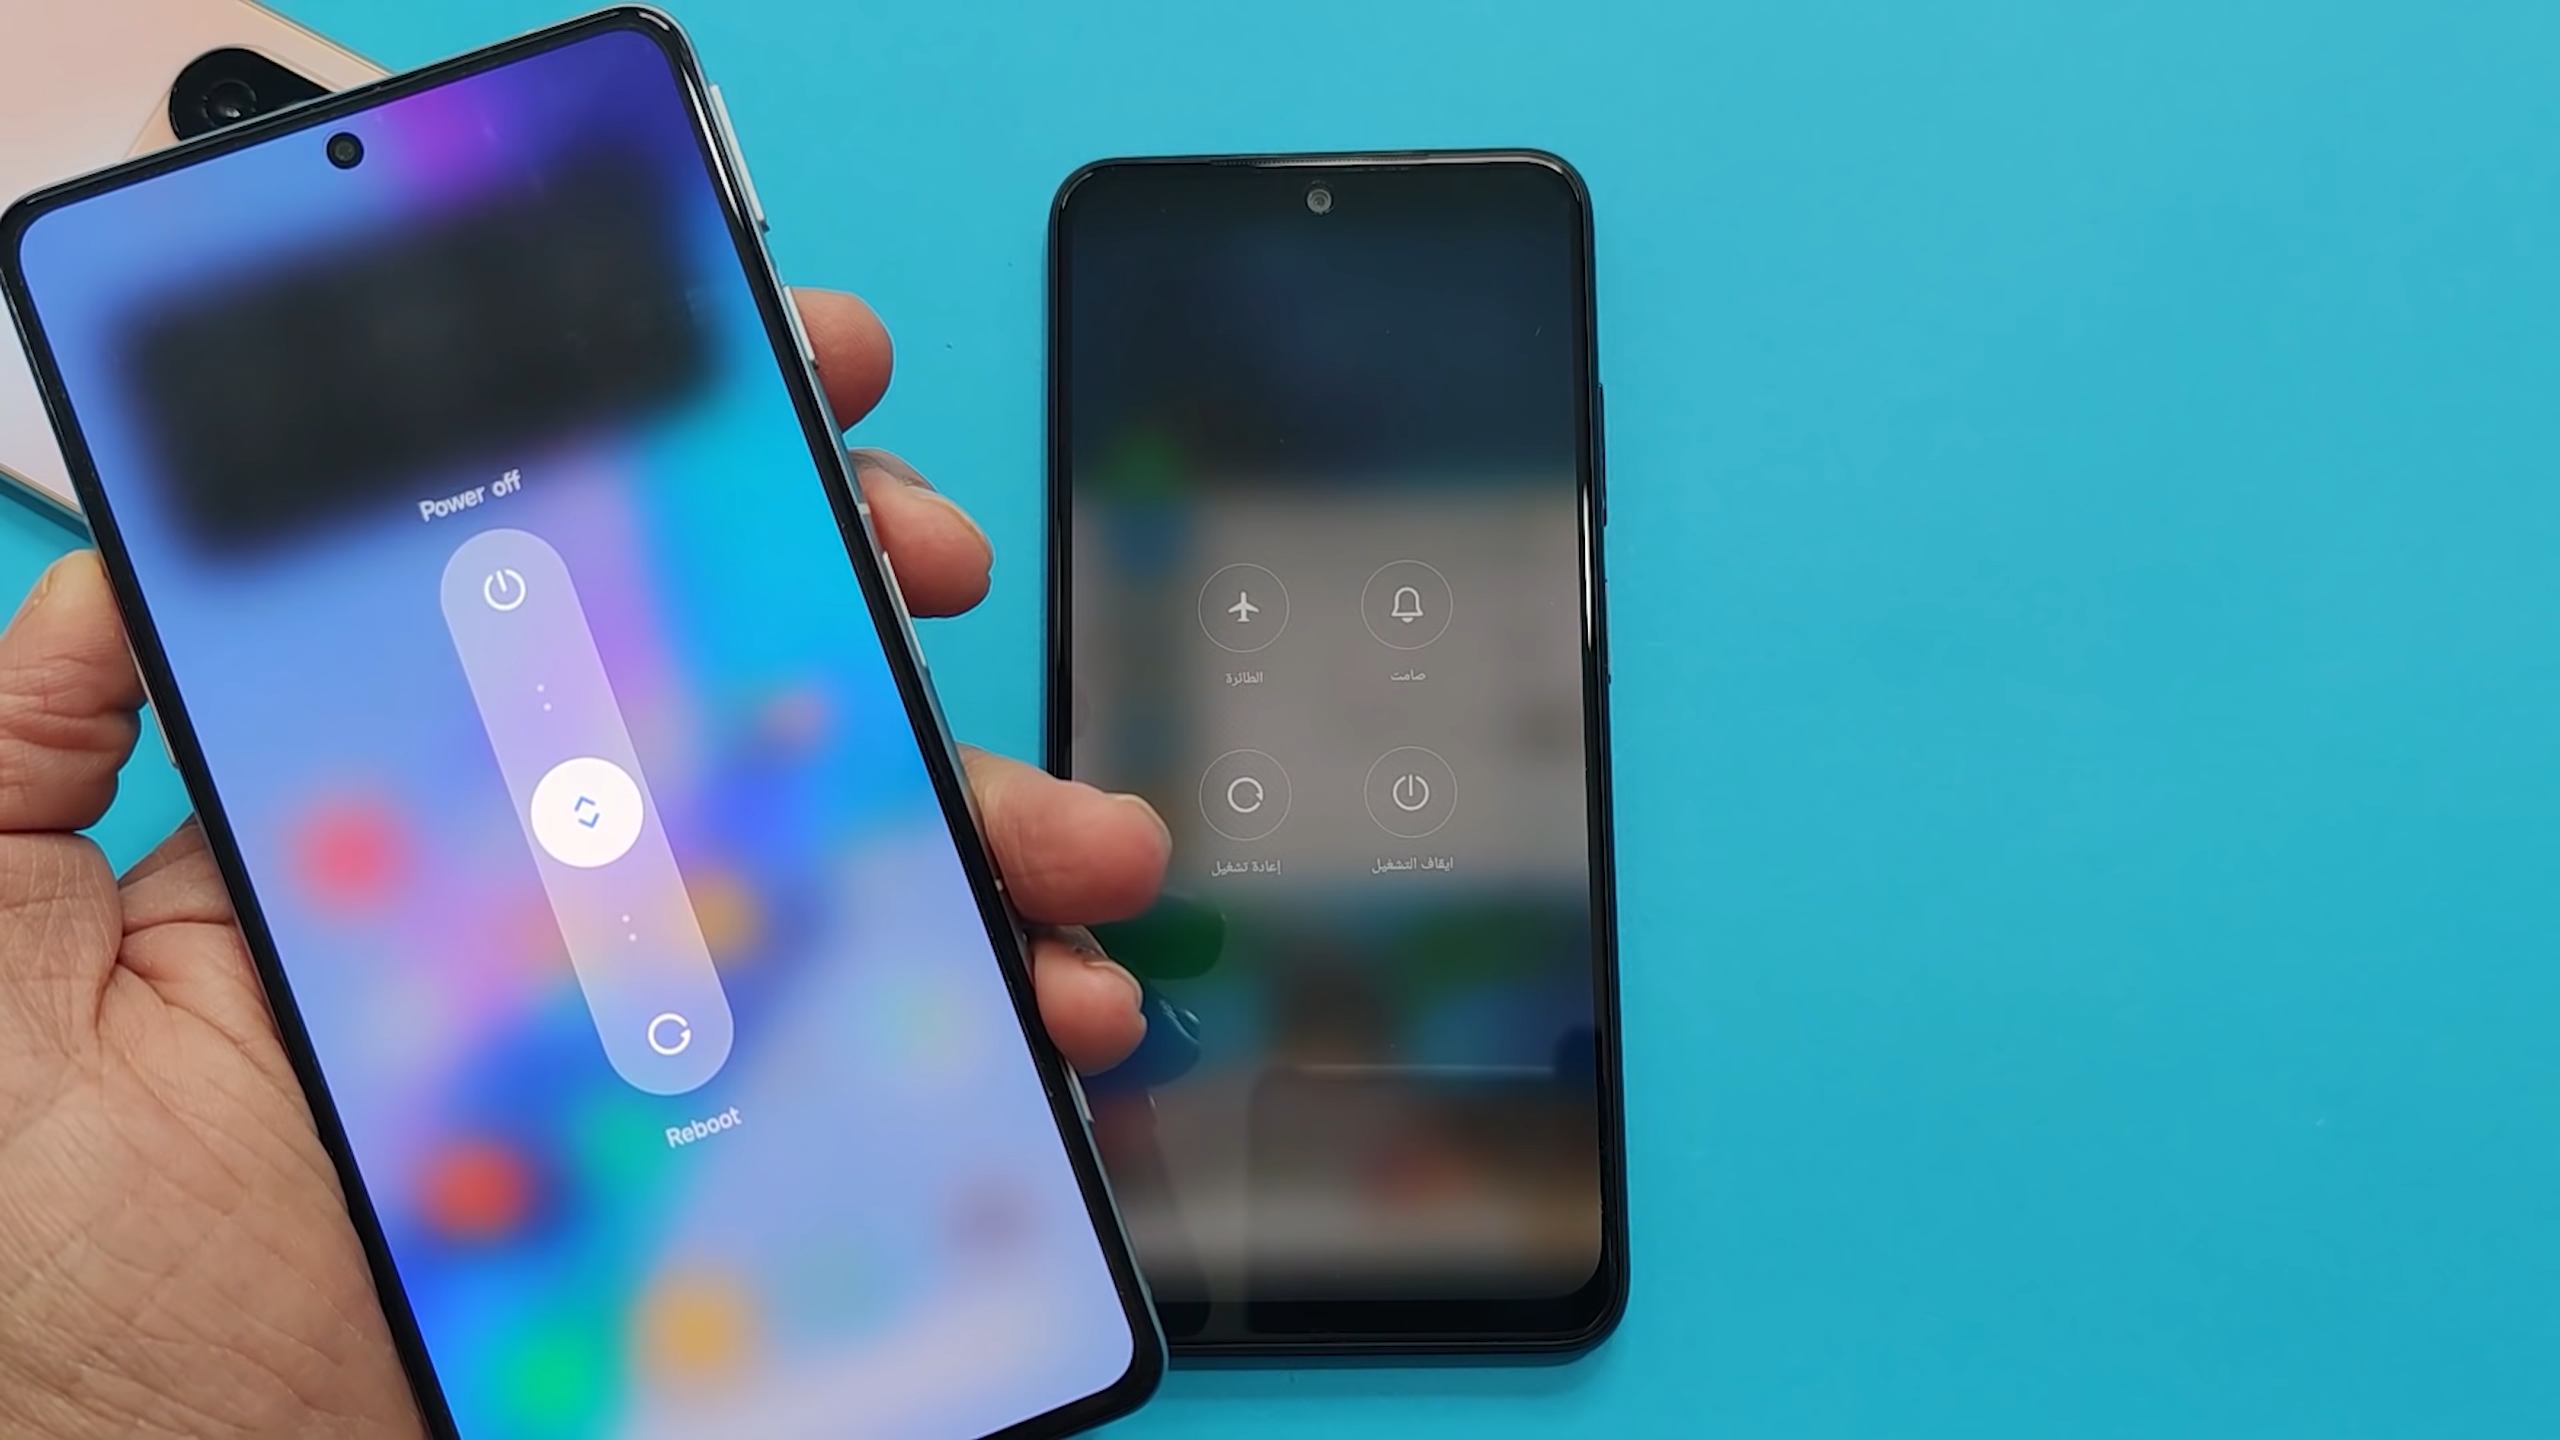 Power off
Reboot
صامت
الطائرة
ايقاف التشغيل
إعادة تشغيل